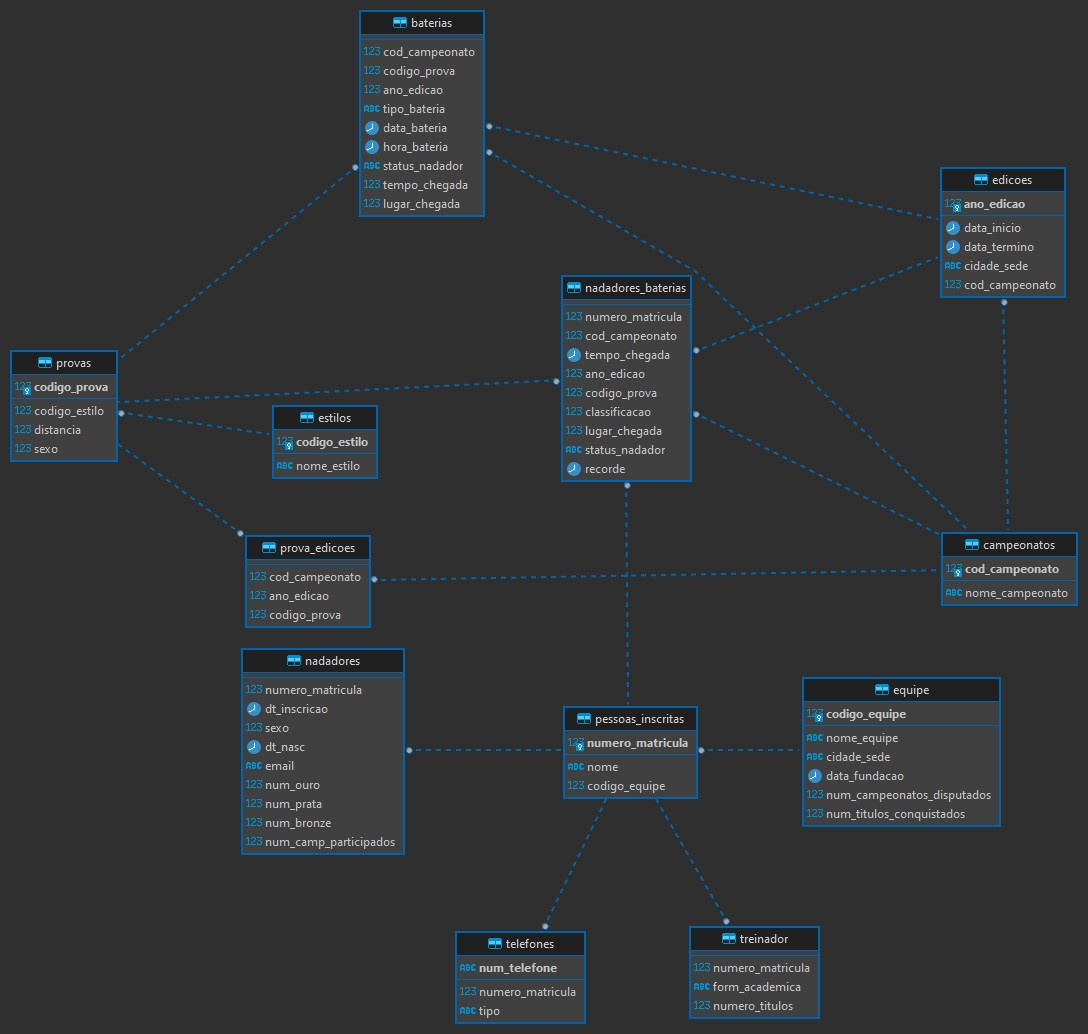 baterias
123 cod_campeonato
123 codigo_prova
123 ano_edicao
ABC tipo_bateria
data_bateria
hora_bateria
ABC status_nadador
123 tempo_chegada
123 lugar_chegada
edicoes
123 ano_edicao
data_inicio
data_termino
ABC cidade_sede
123 cod_campeonato
nadadores_baterias
123 numero_matricula
123 cod_campeonato
tempo_chegada
123 ano_edicao
123 codigo_prova
123 classificacao
123 lugar_chegada
ABC status_nadador
recorde
provas
123 codigo_prova
123 codigo_estilo
123 distancia
123 sexo
estilos
123 codigo_estilo
ABC nome_estilo
prova_edicoes
123 cod_campeonato
123 ano_edicao
123 codigo_prova
campeonatos
123 cod_campeonato
ABC nome_campeonato
nadadores
123 numero_matricula
dt_inscricao
123 sexo
dt_nasc
ABC email
123 num_ouro
123 num_prata
123 num_bronze
123 num_camp_participados
pessoas_inscritas
123 numero_matricula
ABC nome
123 codigo_equipe
equipe
123 codigo_equipe
ABC nome_equipe
ABC cidade_sede
data_fundacao
123 num_campeonatos_disputados
123 num_titulos_conquistados
telefones
ABC num_telefone
123 numero_matricula
ABC tipo
treinador
123 numero_matricula
ABC form_academica
123 numero_titulos